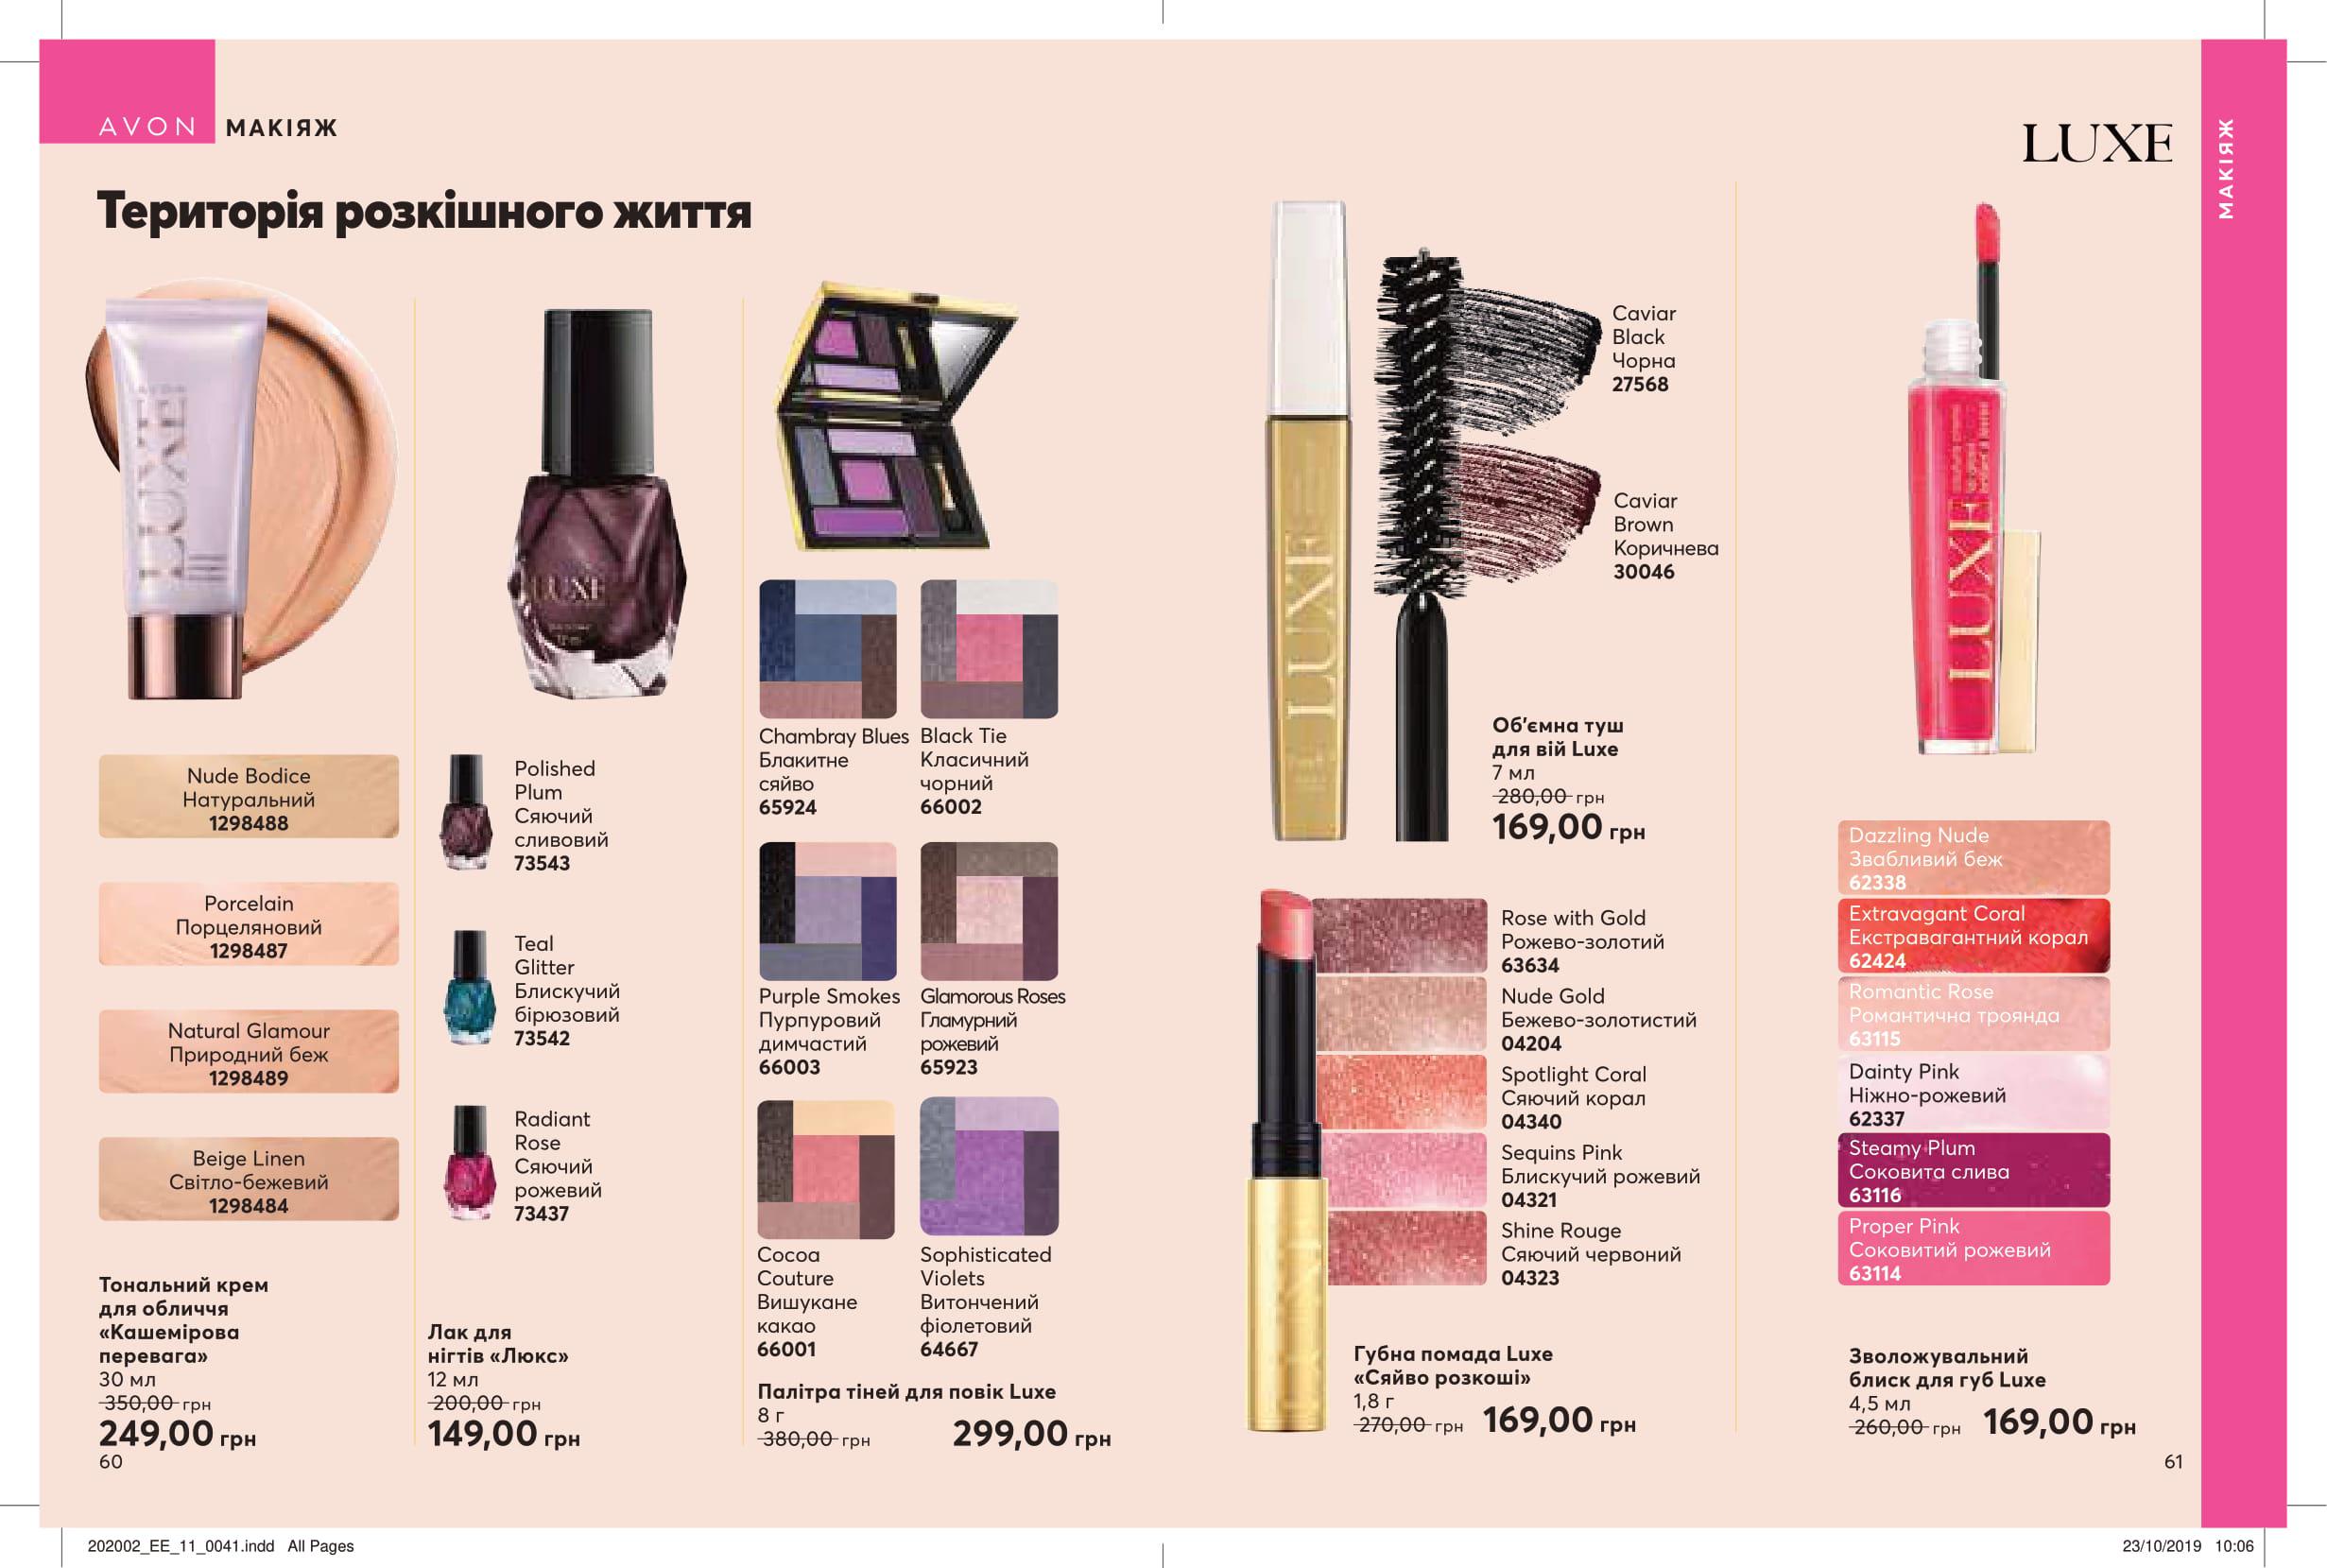 AVON МАКІЯЖ
LUXE
МАКІЯЖ
Територія розкішного життя
LUXE
Nude Bodice
Натуральний
1298488
Porcelain
Порцеляновий
1298487
Natural Glamour
Природний беж
1298489
Beige Linen
Світло-бежевий
1298484
Тональний крем
для обличчя
«Кашемірова
перевага»
30 мл
350,00 грн
249,00 грн
60
LUXE
Polished
Plum
Сяючий
сливовий
73543
Teal
Glitter
Блискучий
бірюзовий
73542
Radiant
Rose
Сяючий
рожевий
73437
Лак для
нігтів «Люкс»
12 мл
200,00 грн
149,00 грн
Chambray Blues
Блакитне
сяйво
65924
Black Tie
Класичний
чорний
66002
Purple Smokes
Пурпуровий
димчастий
66003
Glamorous Roses
Гламурний
рожевий
65923
Cocoa
Couture
Вишукане
какао
66001
Sophisticated
Violets
Витончений
фіолетовий
64667
Палітра тіней для повік Luxe
8 г
380,00 грн
299,00 грн
LUXE
Caviar
Black
Чорна
27568
Caviar
Brown
Коричнева
30046
Об'ємна туш
для вій Luxe
7 мл
280,00 грн
169,00 грн
Rose with Gold
Рожево-золотий
63634
Nude Gold
Бежево-золотистий
04204
Spotlight Coral
Сяючий корал
04340
Sequins Pink
Блискучий рожевий
04321
Shine Rouge
Сяючий червоний
04323
Губна помада Luxe
«Сяйво розкоші»
1,8 г
270,00 грн 169,00 грн
LUXE
Dazzling Nude
Звабливий беж
62338
Extravagant Coral
Екстравагантний корал
62424
Romantic Rose
Романтична троянда
63115
Dainty Pink
Ніжно-рожевий
62337
Steamy Plum
Соковита слива
63116
Proper Pink
Соковитий рожевий
63114
Зволожувальний
блиск для губ Luxe
4,5 мл
260,00 грн 169,00 грн
61
202002_EE_11_0041.indd All Pages
23/10/2019 10:06